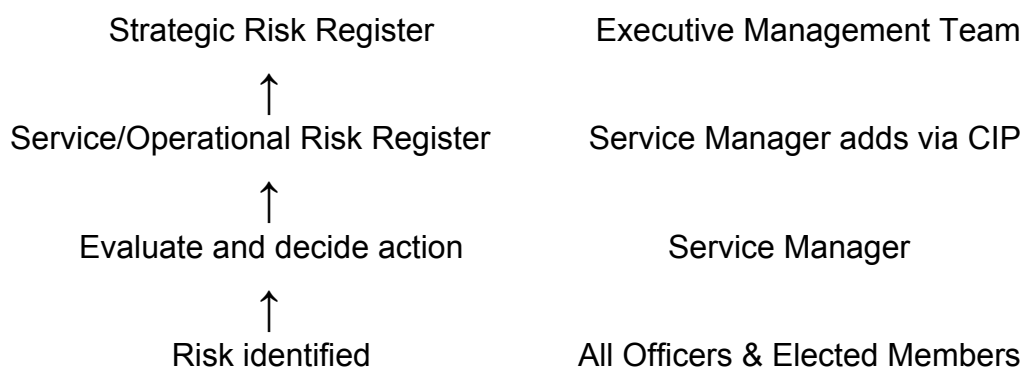 Strategic Risk Register Executive Management Team
↑
Service/Operational Risk Register Service Manager adds via CIP
↑
Evaluate and decide action Service Manager
↑
Risk identified All Officers & Elected Members